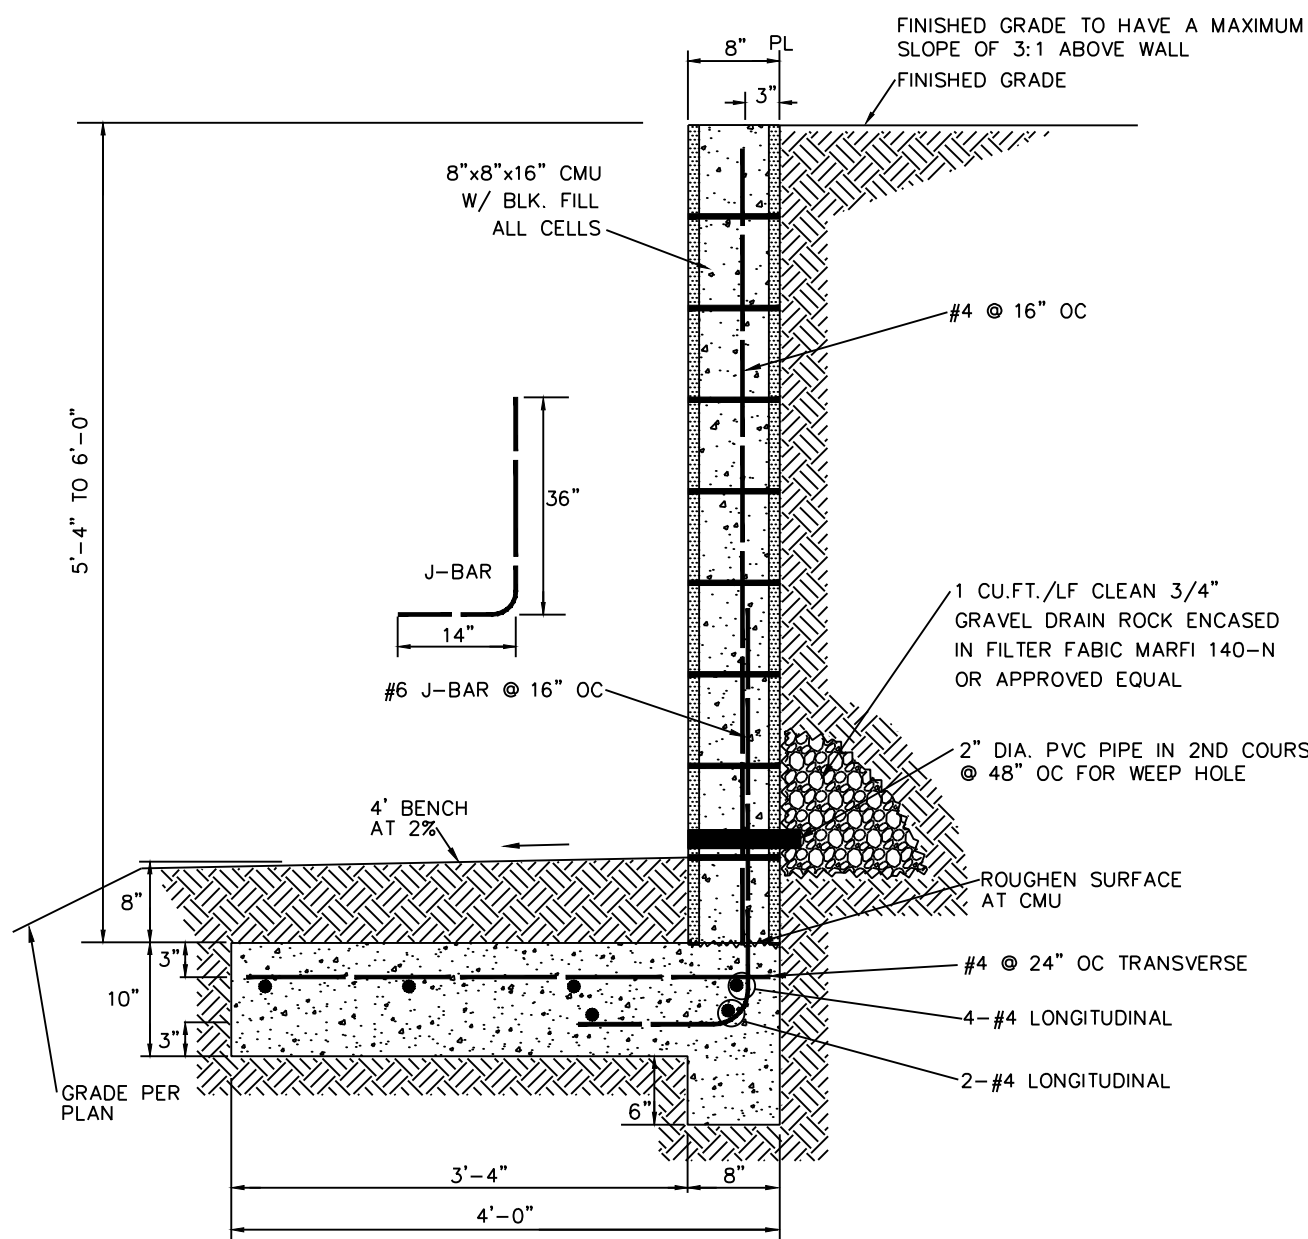 FINISHED GRADE TO HAVE A MAXIMUM
SLOPE OF 3:1 ABOVE WALL
FINISHED GRADE
8"
PL
3"
8"x8"x16" CMU
W/ BLK. FILL
ALL CELLS
#4 @ 16" OC
5'-4" TO 6'-0"
36"
J-BAR
14"
1 CU.FT./LF CLEAN 3/4"
GRAVEL DRAIN ROCK ENCASED
IN FILTER FABIC MARFI 140-N
OR APPROVED EQUAL
#6 J-BAR @ 16" OC
2" DIA. PVC PIPE IN 2ND COURS
@ 48" OC FOR WEEP HOLE
4' BENCH
AT 2%
8"
ROUGHEN SURFACE
AT CMU
3"
#4 @ 24" OC TRANSVERSE
10"
4-#4 LONGITUDINAL
3"
2-#4 LONGITUDINAL
GRADE PER
PLAN
6"
3'-4"
8"
4'-0"